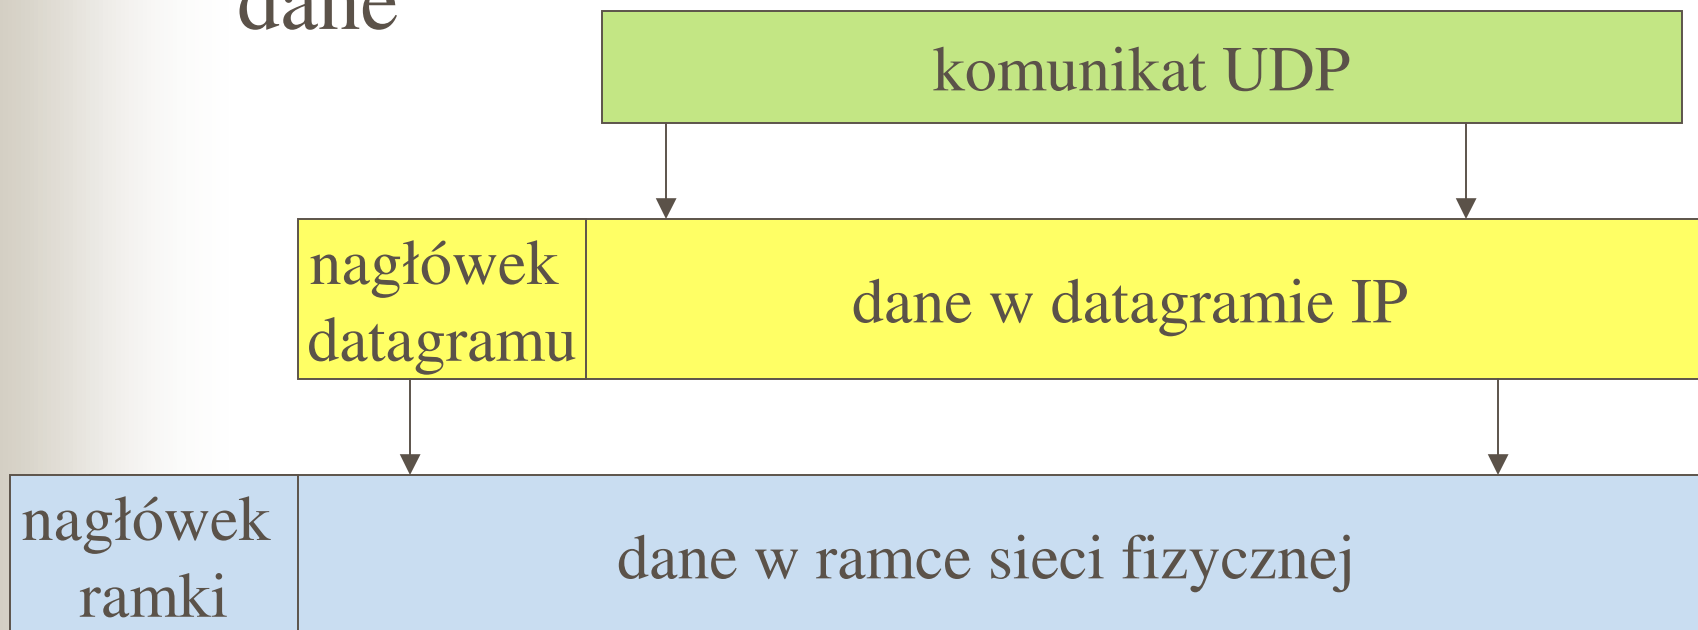 dane
komunikat UDP
nagłówek
datagramu
dane w datagramie IP
nagłówek
ramki
dane w ramce sieci fizycznej